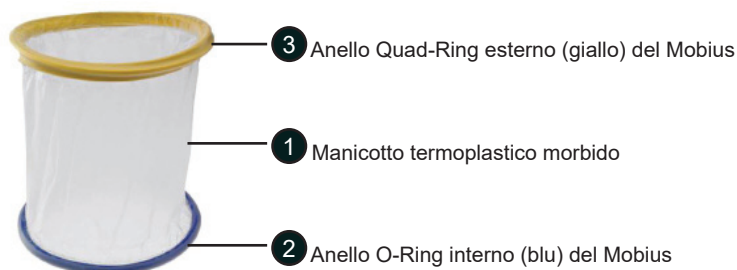 3 Anello Quad-Ring esterno (giallo) del Mobius
1 Manicotto termoplastico morbido
2 Anello O-Ring interno (blu) del Mobius